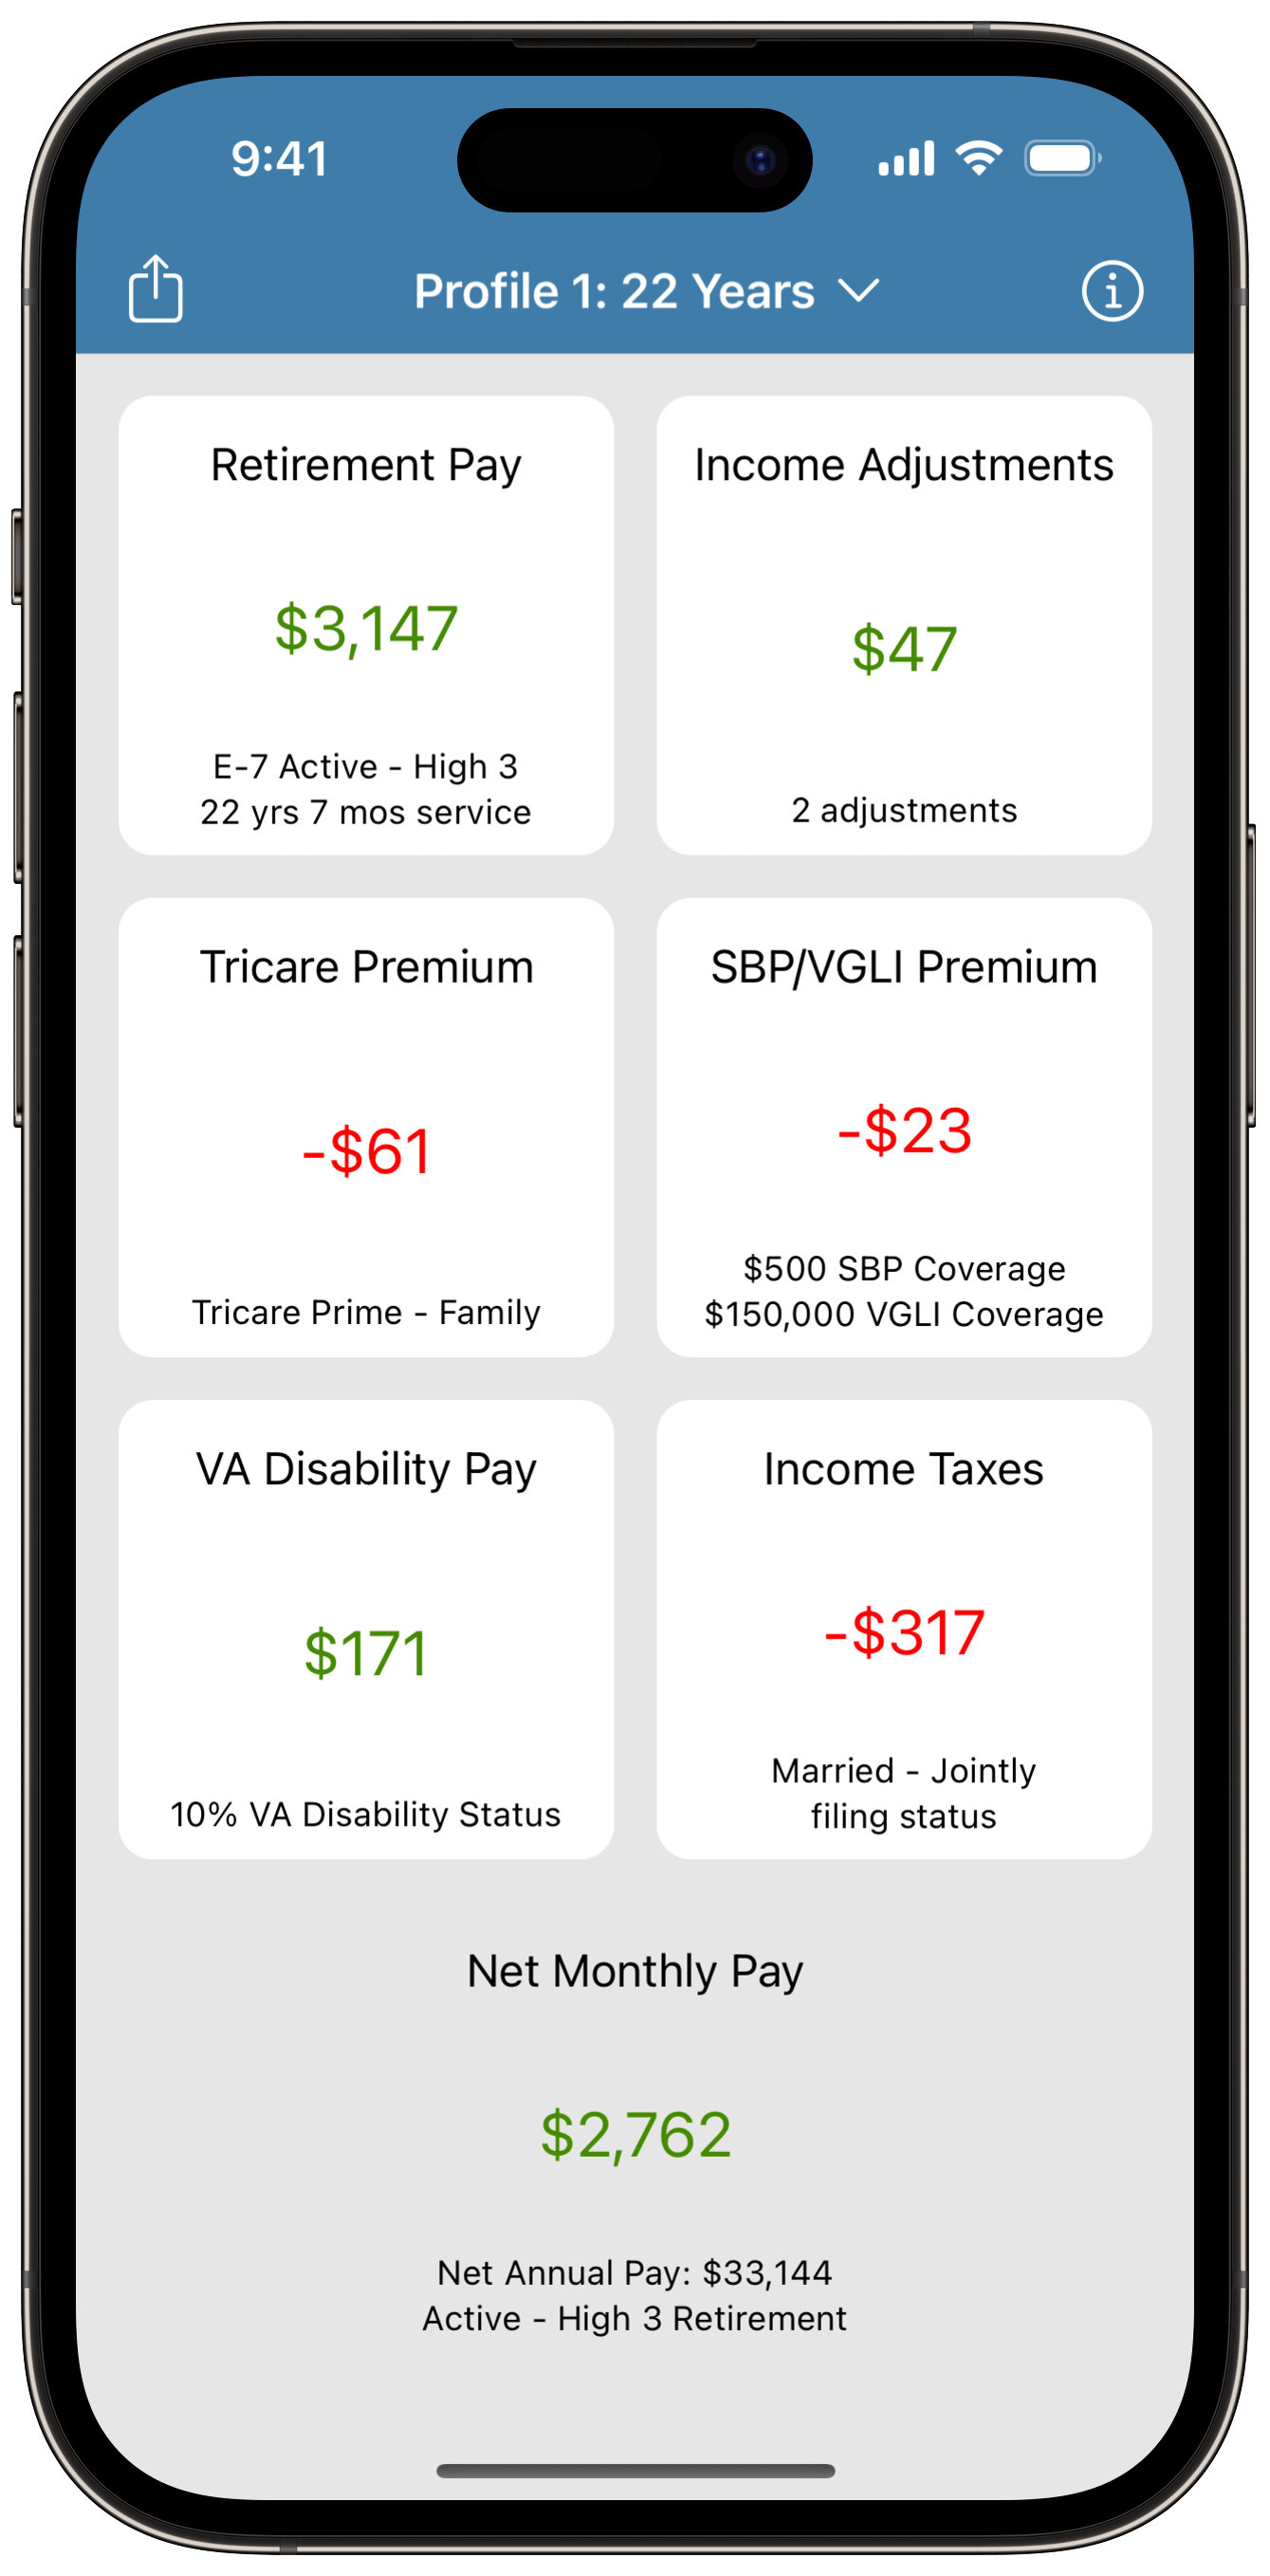 9:41
Profile 1: 22 Years
Retirement Pay
$3,147
E-7 Active - High 3
22 yrs 7 mos service
Income Adjustments
$47
2 adjustments
Tricare Premium
-$61
Tricare Prime - Family
SBP/VGLI Premium
-$23
$500 SBP Coverage
$150,000 VGLI Coverage
VA Disability Pay
$171
10% VA Disability Status
Income Taxes
-$317
Married - Jointly
filing status
Net Monthly Pay
$2,762
Net Annual Pay: $33,144
Active - High 3 Retirement